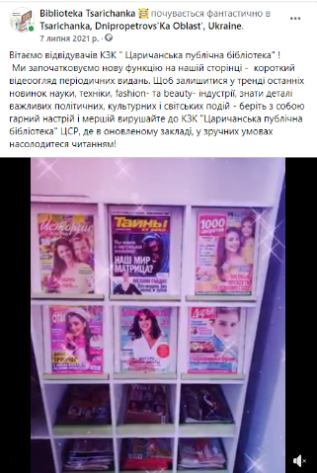 Biblioteka Tsarichanka почувається фантастично в
Tsarichanka, Dnipropetrovs'Ka Oblast', Ukraine.
7 липня 2021 р.
Вітаємо відвідувачів КЗК " Царичанська публічна бібліотека" !
Ми започатковуємо нову функцію на нашій сторінці - короткий
відеоогляд періодичних видань. Щоб залишитися у тренді останніх
новинок науки, техніки, fashion- та beauty- індустрії, знати деталі
важливих політичних, культурних і світських подій - беріть з собою
гарний настрій і мерщій вирушайте до КЗК "Царичанська публічна
бібліотека" ЦСР, де в оновленому закладі, у зручних умовах
насолодитеся читанням!
Истории
Тайны
1000
НАШ МИР
МАТРИЦА?